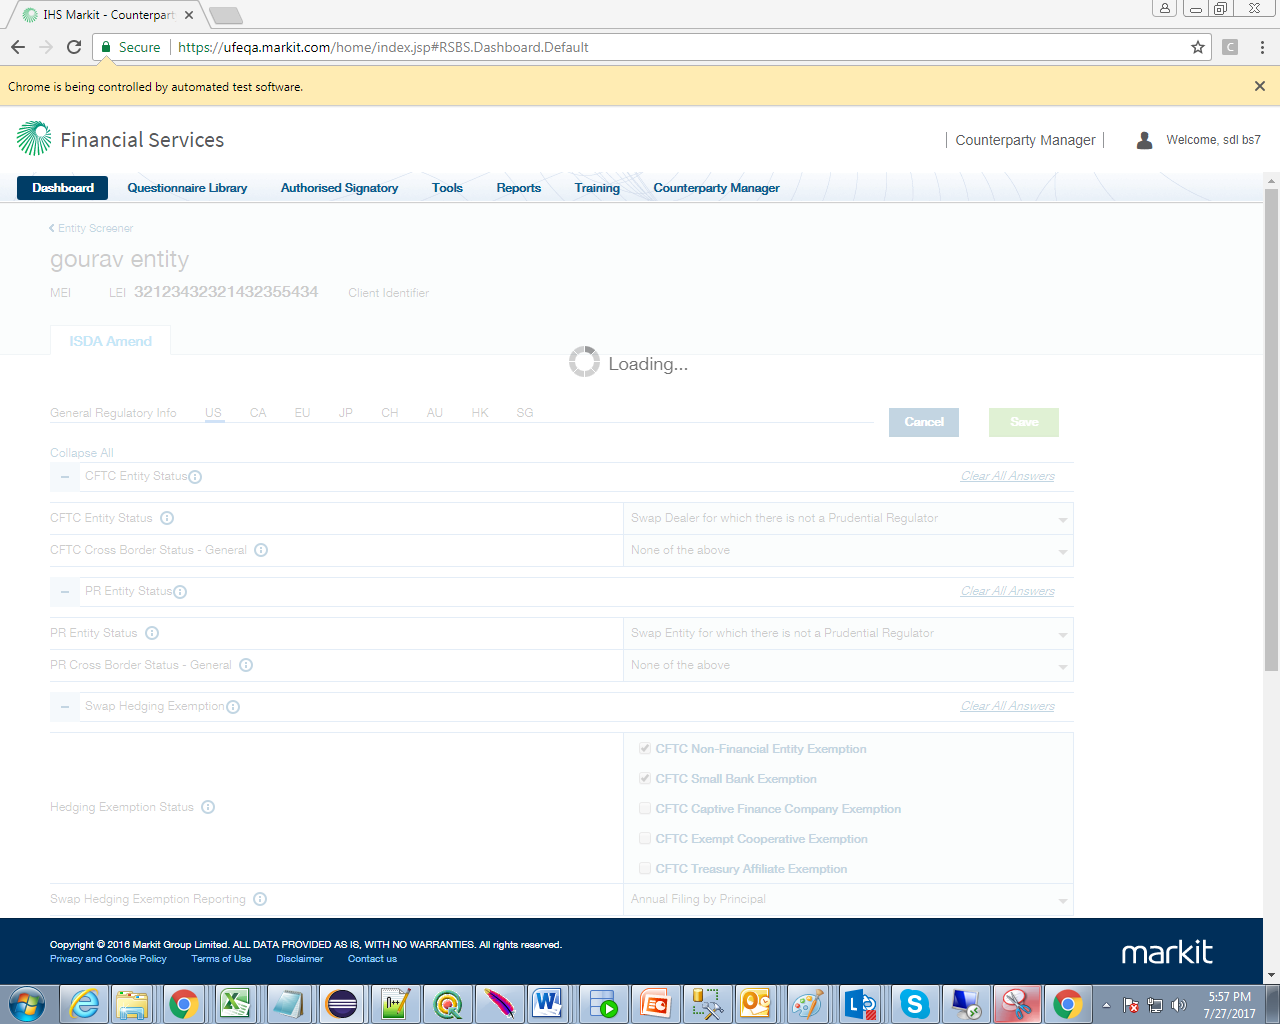 IHS Markit - Counterpart
Secure https://ufeqa.markit.com/home/index.jsp#RSBS.Dashboard.Default
C
Chrome is being controlled by automated test software.
Financial Services
Counterparty Manager
Welcome, sdl bs7
Dashboard Questionnaire Library Authorised Signatory Tools Reports Training Counterparty Manager
Entity Screener
gourav entity
MEI LEI 32123432321432355434 Client Identifier
ISDA Amend
Loading...
General Regulatory Info US CA EU JP CH AU HK SG Cancel Save
Collapse All
CFTC Entity Status Clear All Answers
CFTC Entity Status Swap Dealer for which there is not a Prudential Regulator
CFTC Cross Border Status - General None of the above
PR Entity Status Clear All Answers
PR Entity Status Swap Entity for which there is not a Prudential Regulator
PR Cross Border Status - General None of the above
Swap Hedging Exemption Clear All Answers
CFTC Non-Financial Entity Exemption
CFTC Small Bank Exemption
Hedging Exemption Status CFTC Captive Finance Company Exemption
CFTC Exempt Cooperative Exemption
CFTC Treasury Affiliate Exemption
Swap Hedging Exemption Reporting Annual Filing by Principal
Copyright © 2016 Markit Group Limited. ALL DATA PROVIDED AS IS, WITH NO WARRANTIES. All rights reserved.
Privacy and Cookie Policy Terms of Use Disclaimer Contact us
markit
5:57 PM
7/27/2017